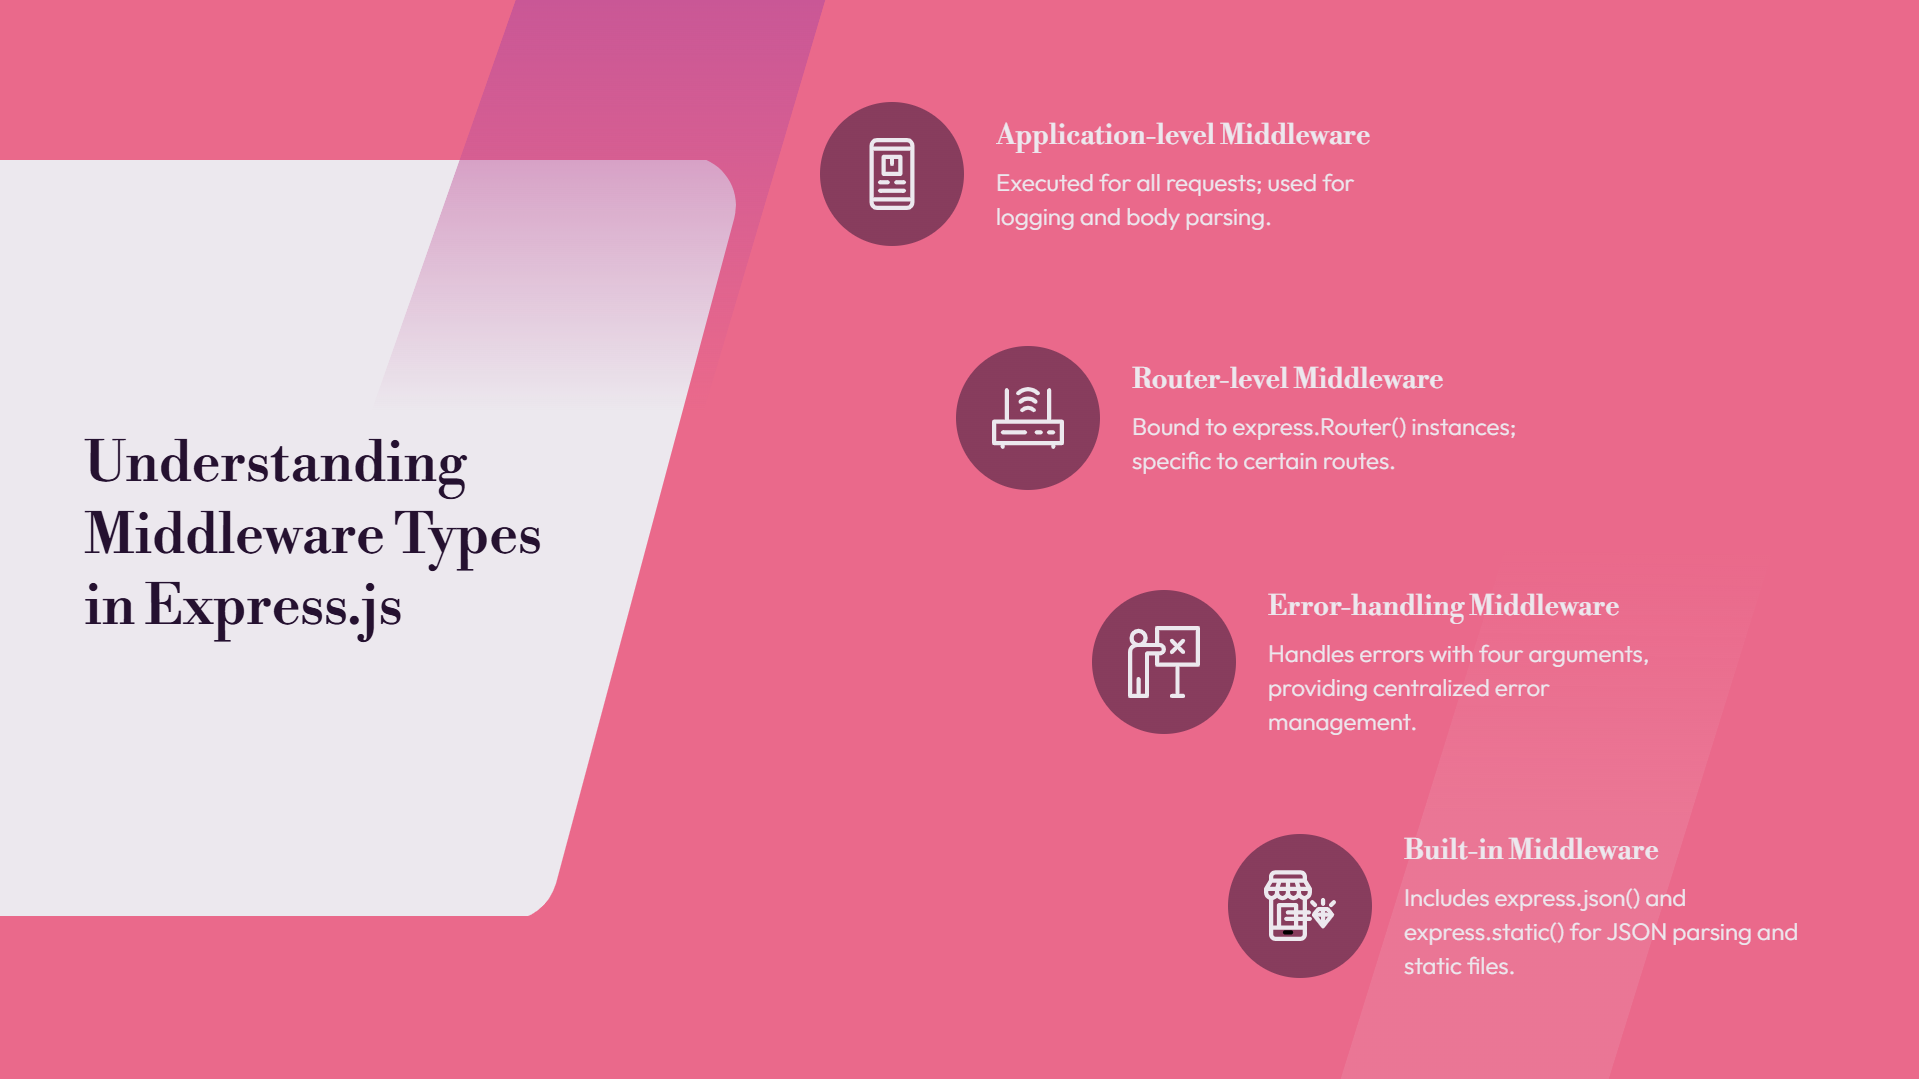 Understanding
Middleware Types
in Express.js
Application-level Middleware
Executed for all requests; used for
logging and body parsing.
Router-level Middleware
Bound to express.Router() instances;
specific to certain routes.
Error-handling Middleware
Handles errors with four arguments,
providing centralized error
management.
Built-in Middleware
Includes express.json() and
express.static() for JSON parsing and
static files.